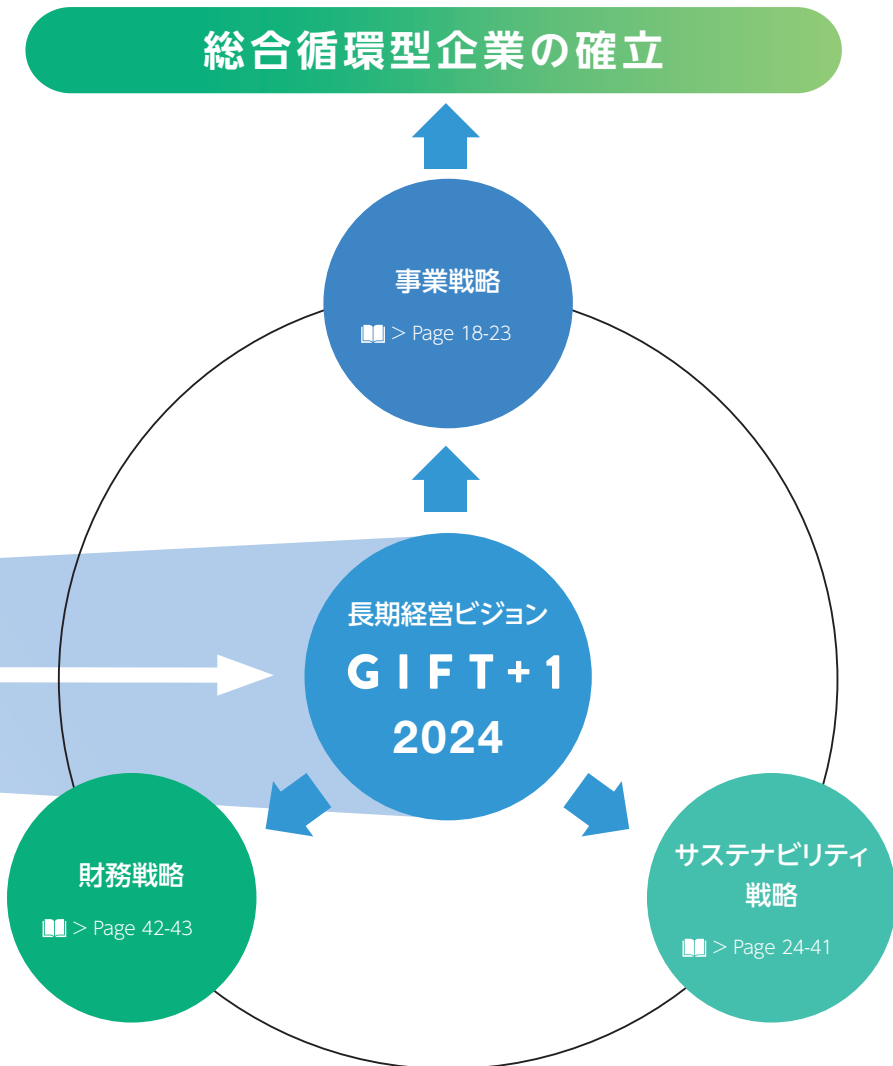 総合循環型企業の確立
事業戦略
> Page 18-23
長期経営ビジョン
GIFT+1
2024
財務戦略
> Page 42-43
サステナビリティ
戦略
> Page 24-41